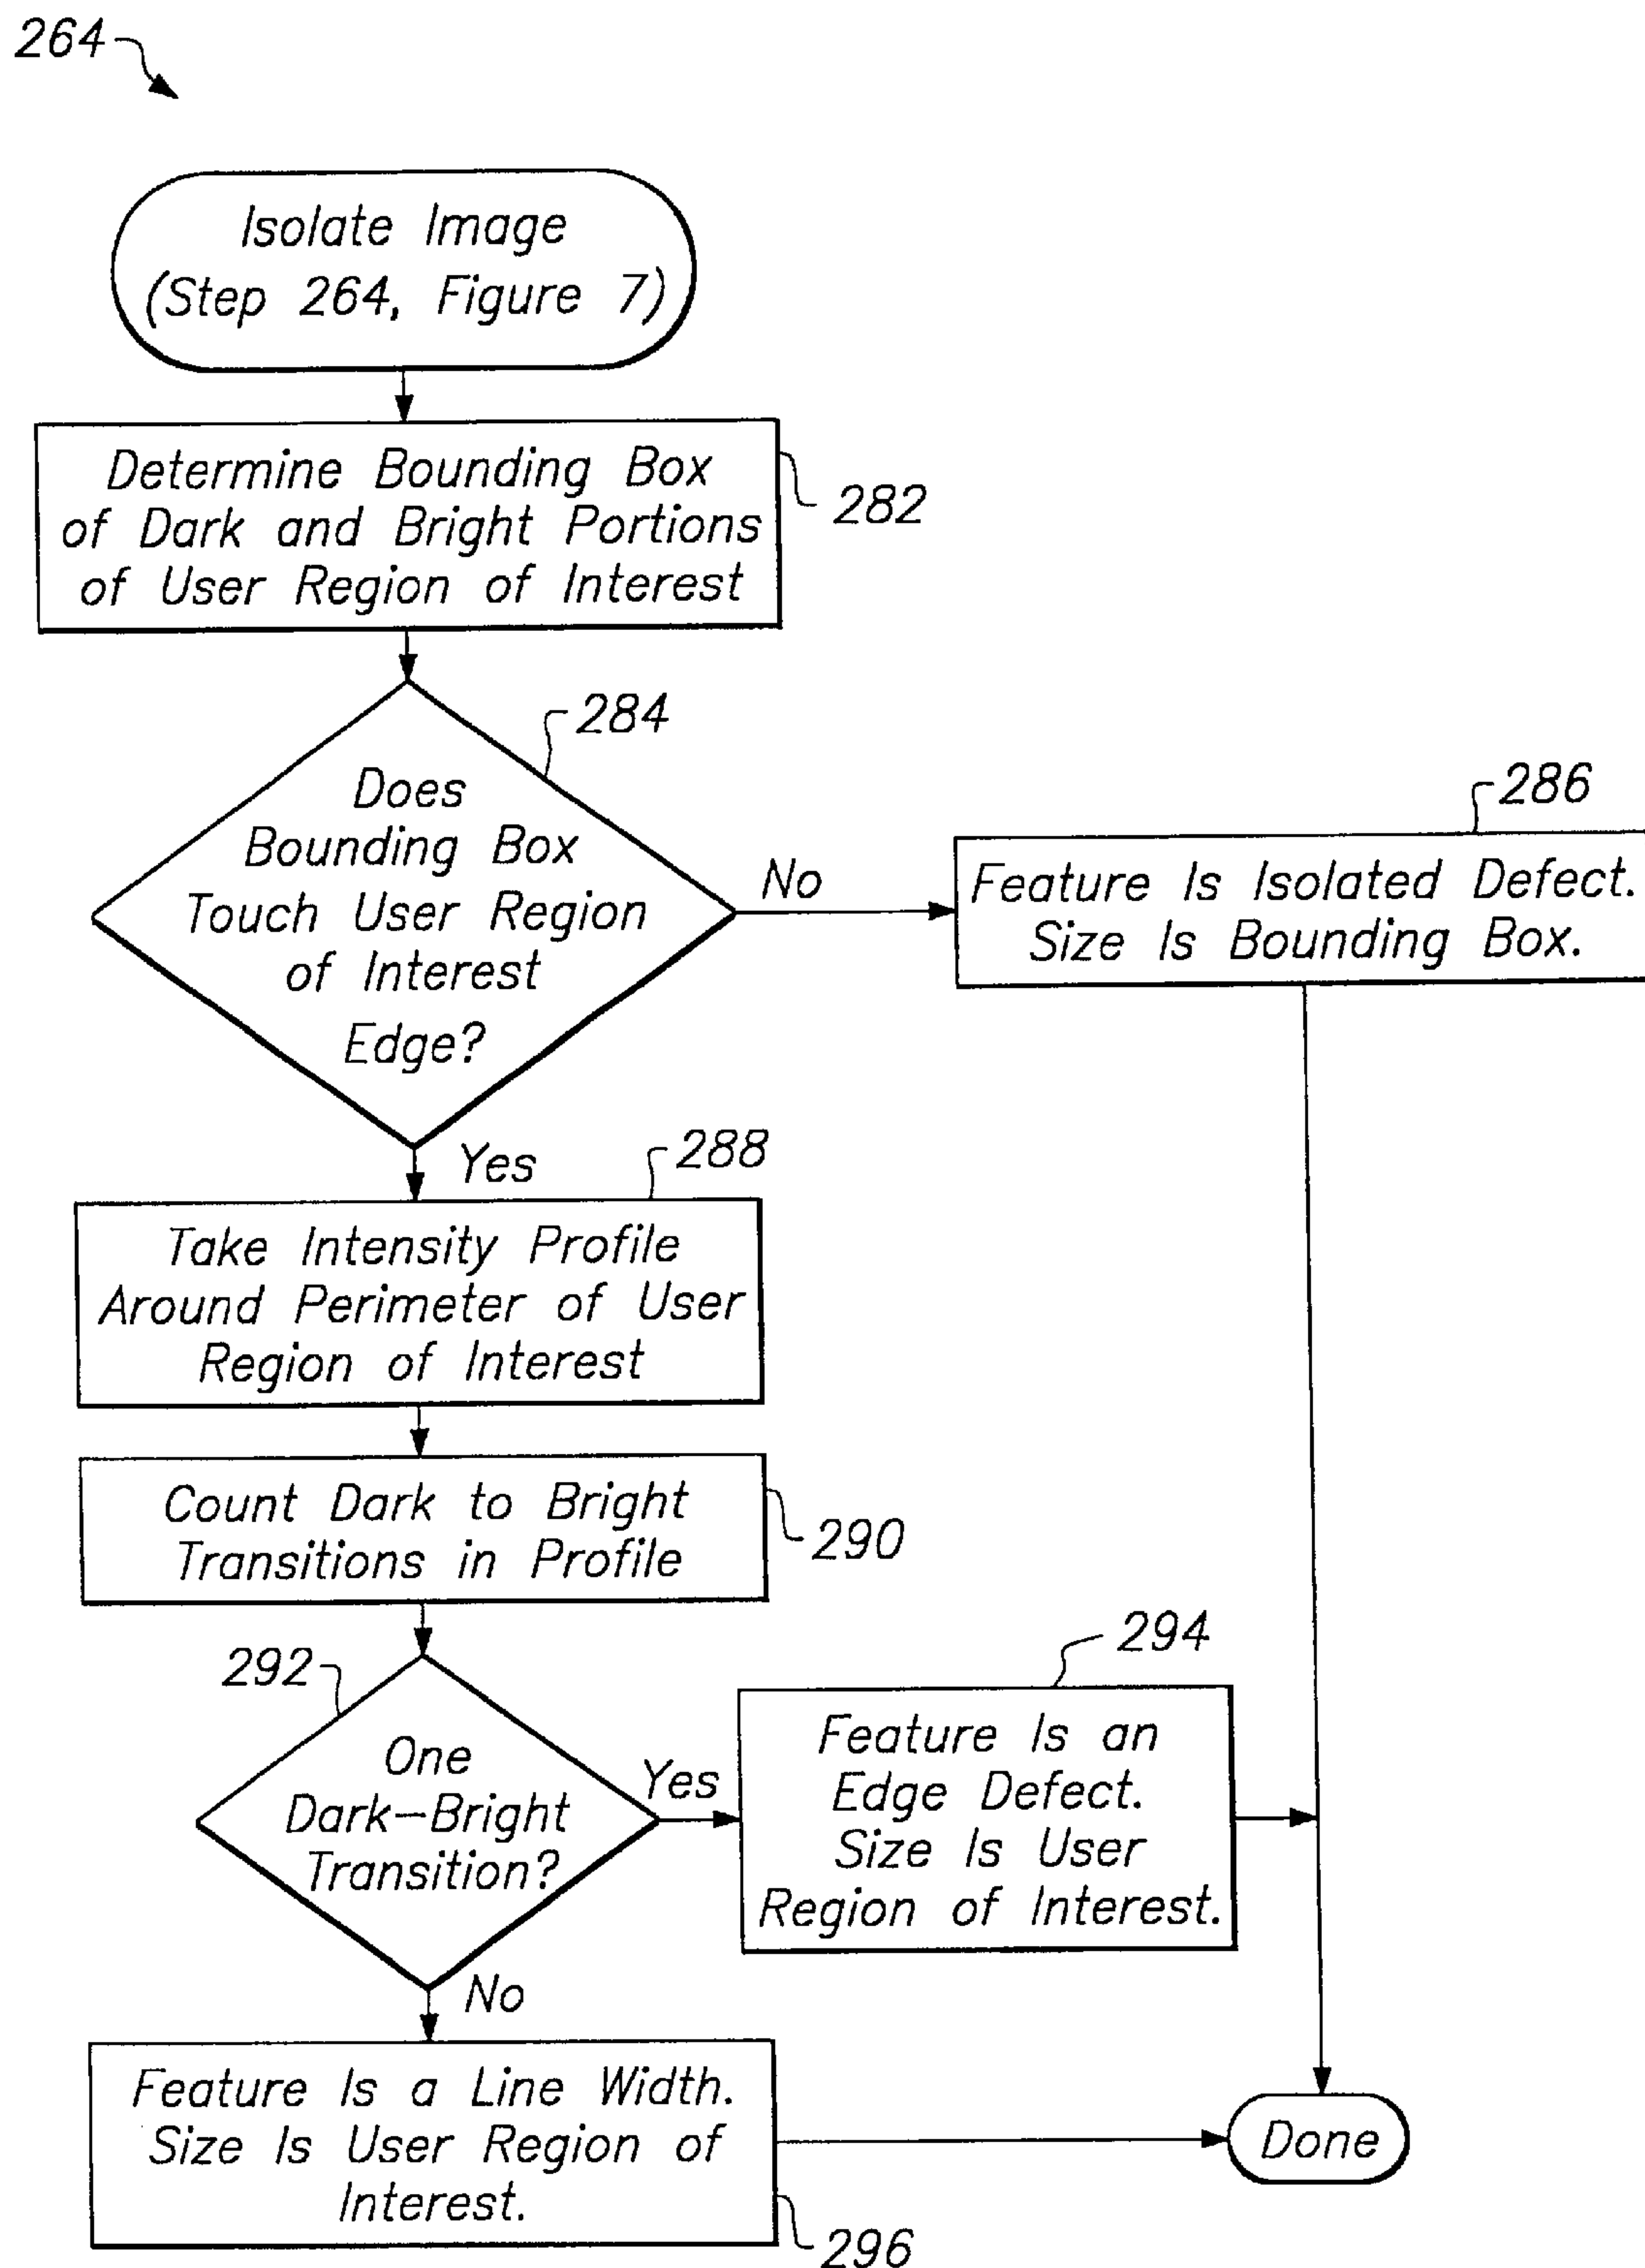 264
Isolate Image
(Step 264, Figure 7)
Determine Bounding Box
of Dark and Bright Portions
of User Region of Interest
282
284
Does
Bounding Box
Touch User Region
of Interest
Edge?
No
286
Feature Is Isolated Defect.
Size Is Bounding Box.
Yes
288
Take Intensity Profile
Around Perimeter of User
Region of Interest
Count Dark to Bright
Transitions in Profile
290
292
One
Dark–Bright
Transition?
Yes
294
Feature Is an
Edge Defect.
Size Is User
Region of Interest.
No
Feature Is a Line Width.
Size Is User Region of
Interest.
296
Done